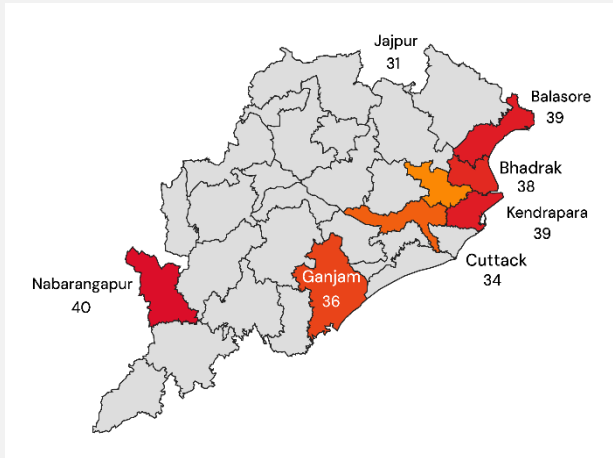 Jajpur
31
Balasore
39
Bhadrak
38
Kendrapara
39
Cuttack
34
Ganjam
36
Nabarangapur
40